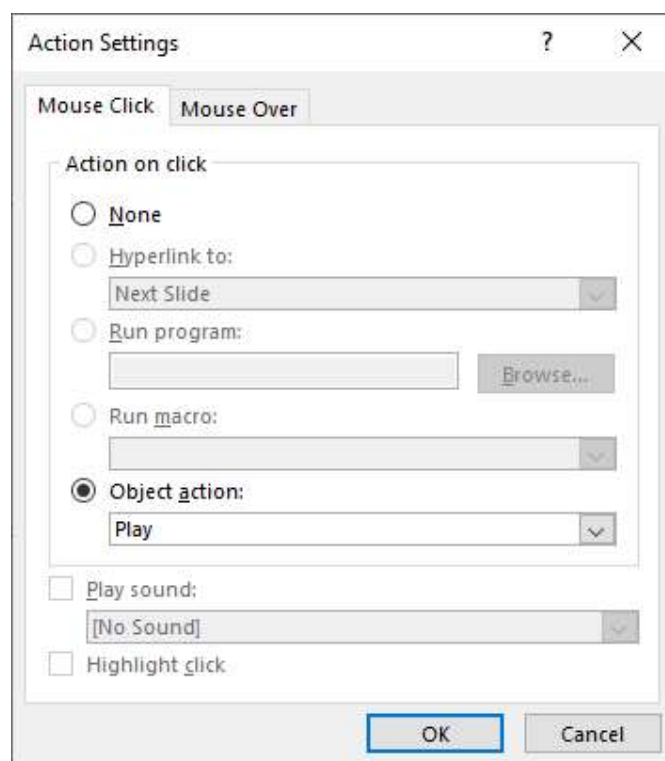 Action Settings ? X
Mouse Click Mouse Over
Action on click
None
Hyperlink to:
Next Slide
Run program:
Browse...
Run macro:
Object action:
Play
Play sound:
[No Sound]
Highlight click
OK Cancel